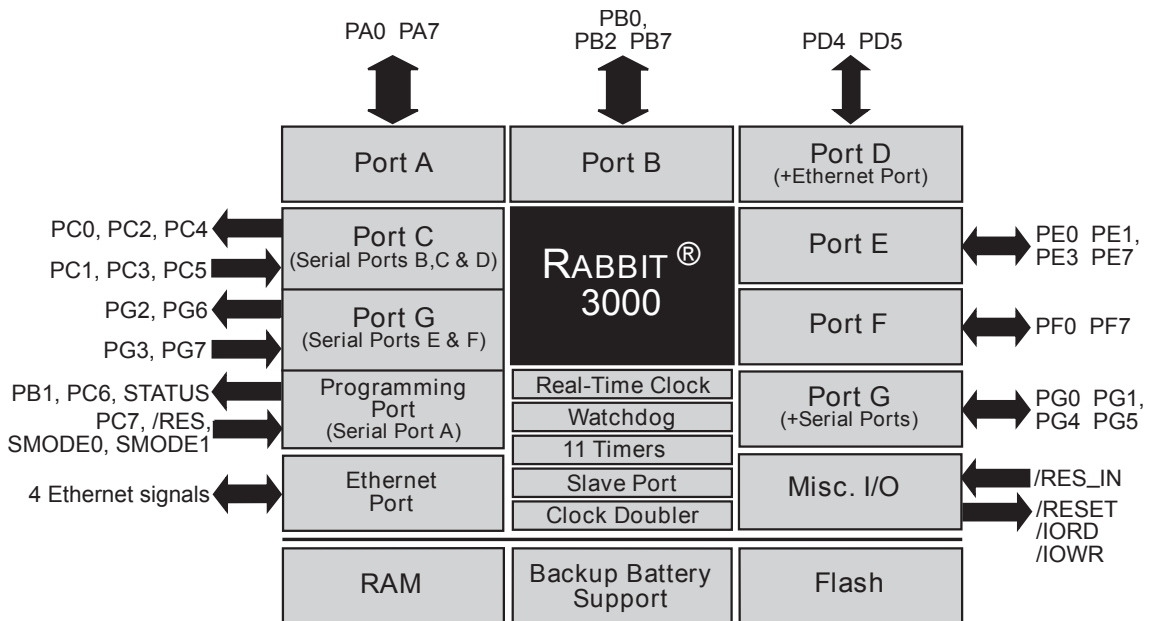 PA0 PA7
PB0,
PB2 PB7
PD4 PD5
Port A
Port B
Port D
(+Ethernet Port)
PC0, PC2, PC4
PC1, PC3, PC5
Port C
(Serial Ports B,C & D)
RABBIT ®
3000
Port E
PE0 PE1,
PE3 PE7
PG2, PG6
PG3, PG7
Port G
(Serial Ports E & F)
Port F
PF0 PF7
PB1, PC6, STATUS
PC7, /RES,
SMODE0, SMODE1
Programming
Port
(Serial Port A)
Real-Time Clock
Watchdog
11 Timers
Slave Port
Clock Doubler
Port G
(+Serial Ports)
PG0 PG1,
PG4 PG5
4 Ethernet signals
Ethernet
Port
Misc. I/O
/RES_IN
/RESET
/IORD
/IOWR
RAM
Backup Battery
Support
Flash